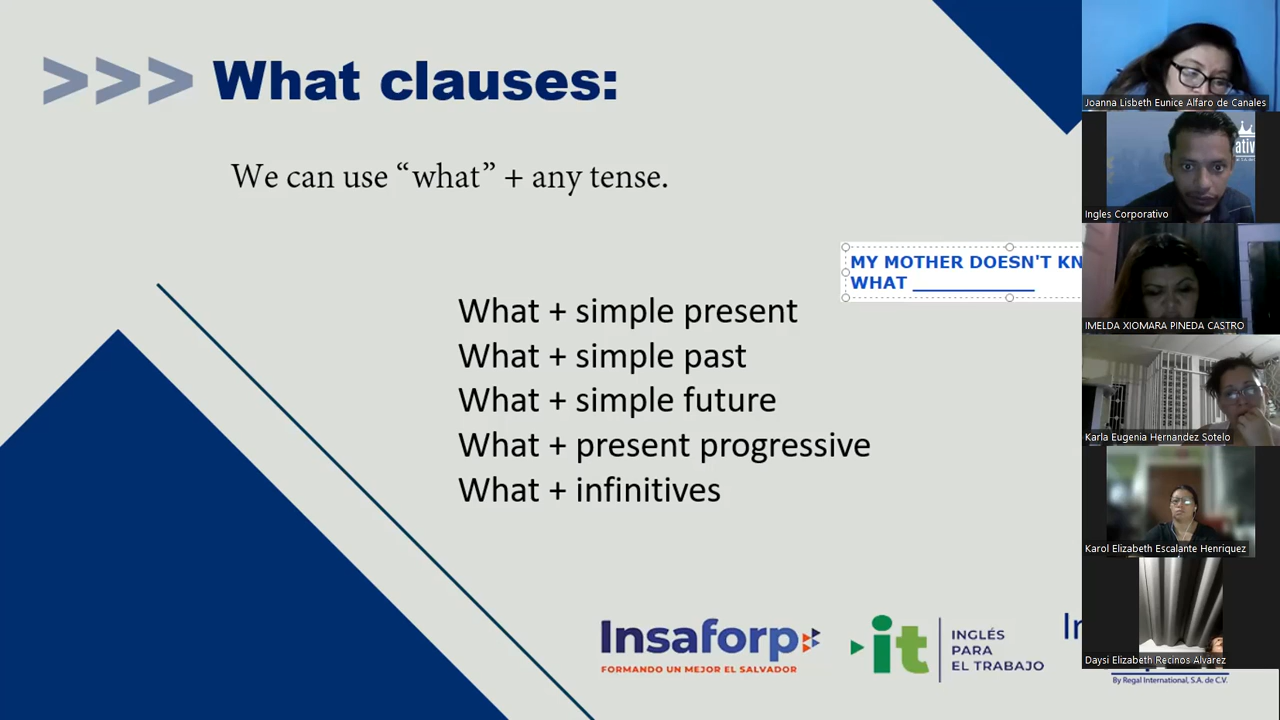 >>> What clauses:
We can use “what” + any tense.
MY MOTHER DOESN'T KN
WHAT ____________
What + simple present
What + simple past
What + simple future
What + present progressive
What + infinitives
Insaforp
FORMANDO UN MEJOR EL SALVADOR
it
INGLÉS
PARA
EL TRABAJO
By Regal International, S.A. de C.V.
Joanna Lisbeth Eunice Alfaro de Canales
Ingles Corporativo
IMELDA XIOMARA PINEDA CASTRO
Karla Eugenia Hernandez Sotelo
Karol Elizabeth Escalante Henriquez
Daysi Elizabeth Recinos Alvarez